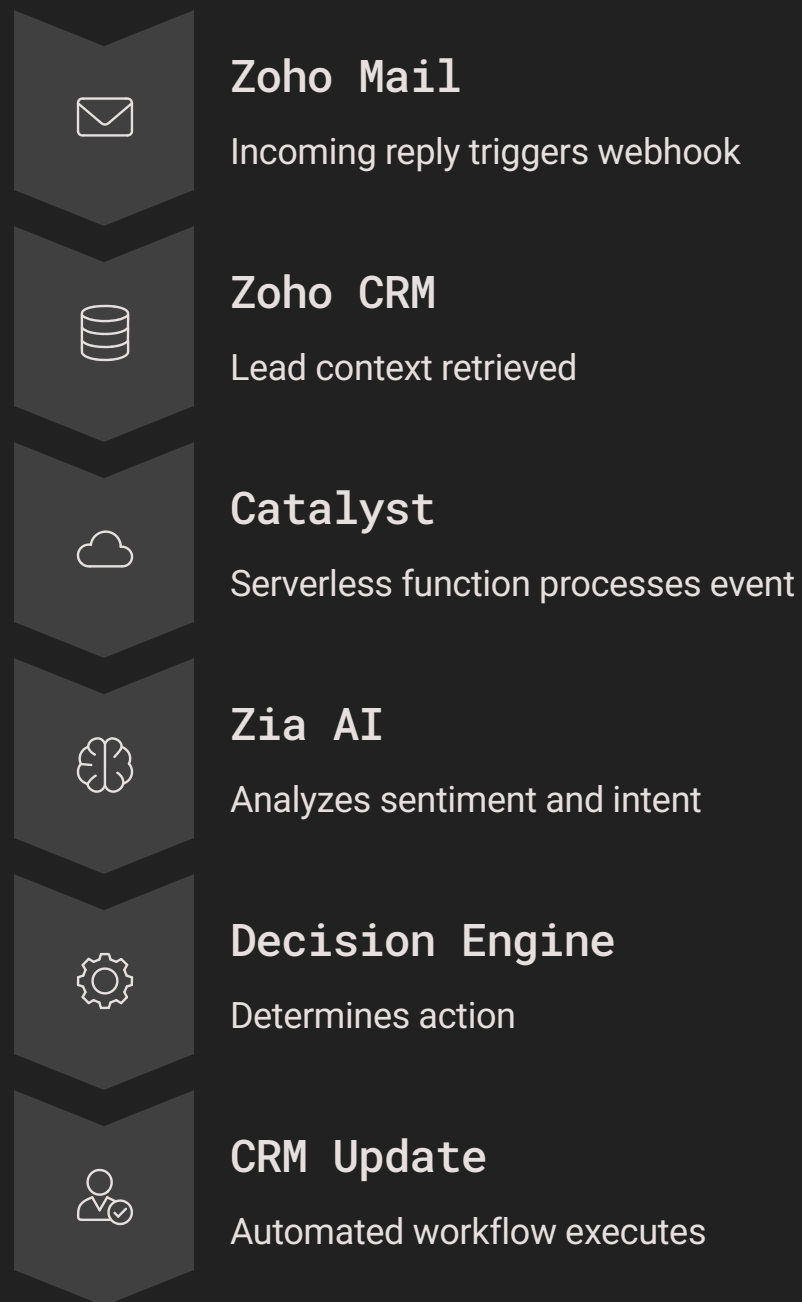 Zoho Mail
Incoming reply triggers webhook
Zoho CRM
Lead context retrieved
Catalyst
Serverless function processes event
Zia AI
Analyzes sentiment and intent
Decision Engine
Determines action
CRM Update
Automated workflow executes